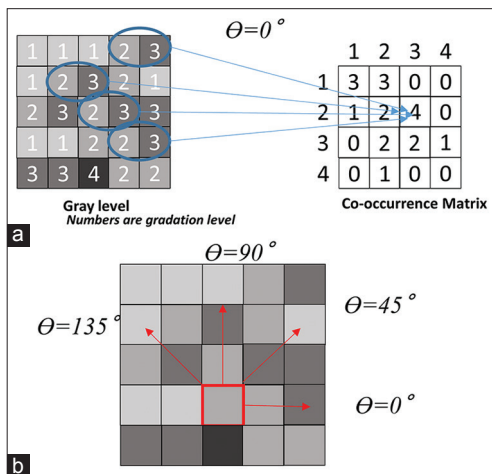 Ɵ=0°
1 1 1 2 3
1 2 3 2 1
2 3 2 3 3
1 1 2 2 3
3 3 4 2 2
1 2 3 4
1 3 3 0 0
2 1 2 4 0
3 0 2 2 1
4 0 1 0 0
Gray level
Numbers are gradation level
Co-occurrence Matrix
a
Ɵ=90°
Ɵ=135°
Ɵ=45°
Ɵ=0°
b